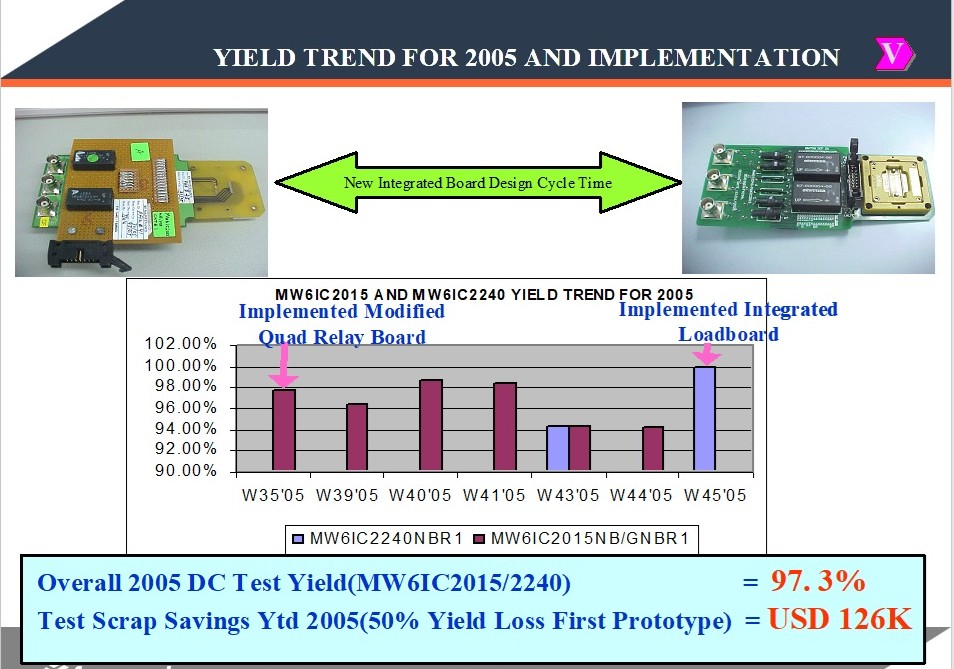 YIELD TREND FOR 2005 AND IMPLEMENTATION
V
New Integrated Board Design Cycle Time
MW6IC2015 AND MW6IC2240 YIELD TREND FOR 2005
Implemented Modified
Quad Relay Board
Implemented Integrated
Loadboard
102.00%
100.00%
98.00%
96.00%
94.00%
92.00%
90.00%
W35'05 W39'05 W40'05 W41'05 W43'05 W44'05 W45'05
MW6IC2240NBR1 MW6IC2015NB/GNBR1
Overall 2005 DC Test Yield(MW6IC2015/2240) = 97. 3%
Test Scrap Savings Ytd 2005(50% Yield Loss First Prototype) = USD 126K